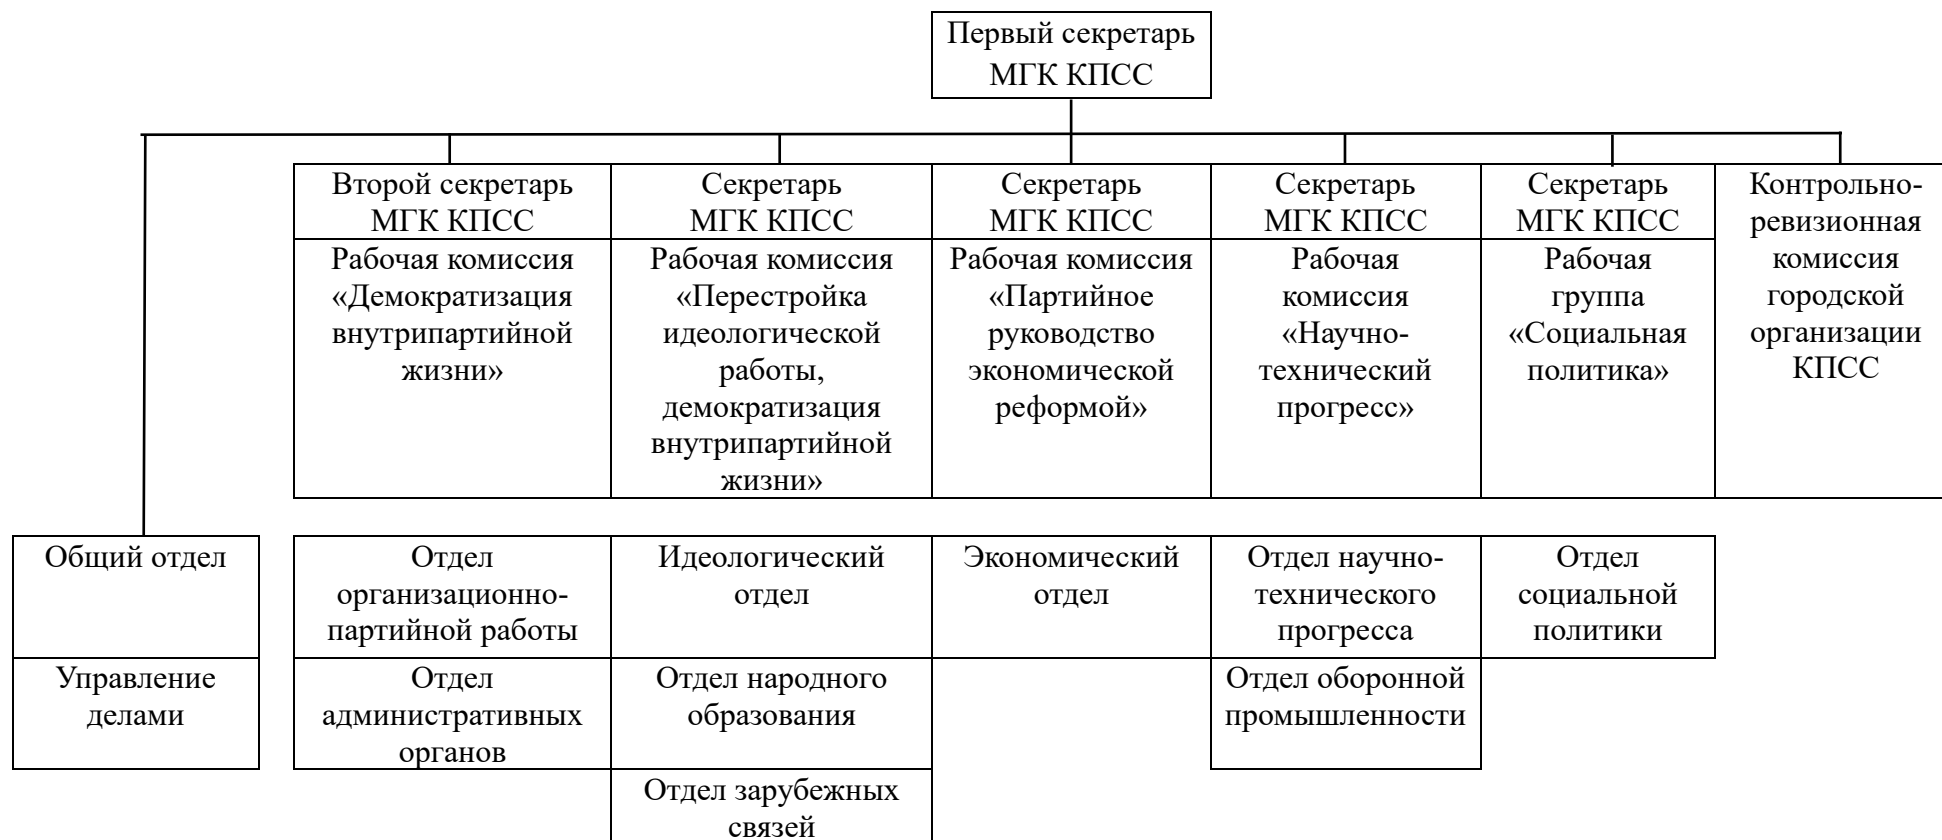 Первый секретарь
МГК КПСС
Второй секретарь
МГК КПСС
Рабочая комиссия
«Демократизация
внутрипартийной
жизни»
Секретарь
МГК КПСС
Рабочая комиссия
«Перестройка
идеологической
работы,
демократизация
внутрипартийной
жизни»
Секретарь
МГК КПСС
Рабочая комиссия
«Партийное
руководство
экономической
реформой»
Секретарь
МГК КПСС
Рабочая
комиссия
«Научно-
технический
прогресс»
Секретарь
МГК КПСС
Рабочая
группа
«Социальная
политика»
Контрольно-
ревизионная
комиссия
городской
организации
КПСС
Общий отдел
Управление
делами
Отдел
организационно-
партийной работы
Отдел
административных
органов
Идеологический
отдел
Отдел народного
образования
Отдел зарубежных
связей
Экономический
отдел
Отдел научно-
технического
прогресса
Отдел оборонной
промышленности
Отдел
социальной
политики